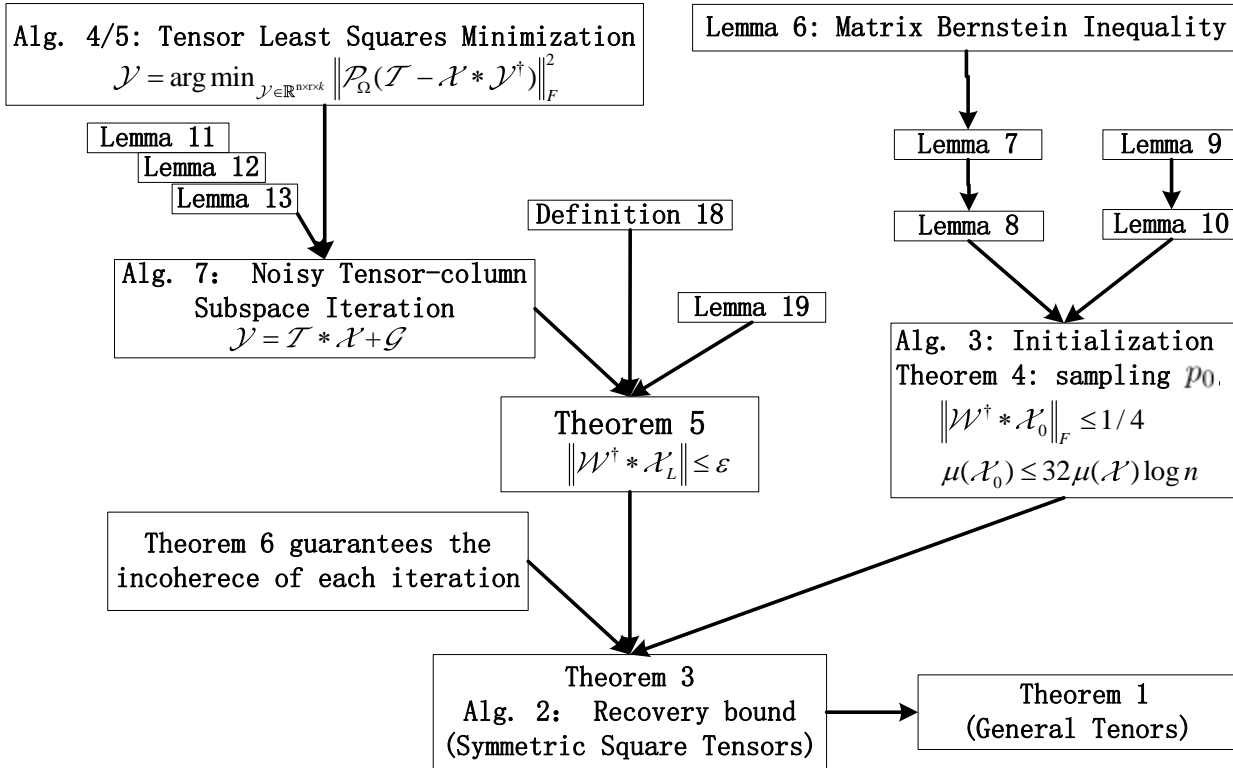 Alg. 4/5: Tensor Least Squares Minimization
𝒴 = arg min_{𝒴∈ℝ^{n×r×k}} ‖𝒫_Ω(𝒯 − 𝒳 * 𝒴^†)‖_F^2
Lemma 11
Lemma 12
Lemma 13
Alg. 7: Noisy Tensor-column
Subspace Iteration
𝒴 = 𝒯 * 𝒳 + 𝒢
Definition 18
Lemma 19
Theorem 5
‖𝒲^† * 𝒳_L‖ ≤ ε
Lemma 6: Matrix Bernstein Inequality
Lemma 7
Lemma 9
Lemma 8
Lemma 10
Alg. 3: Initialization
Theorem 4: sampling p_0.
‖𝒲^† * 𝒳_0‖_F ≤ 1/4
μ(𝒳_0) ≤ 32μ(𝒳) log n
Theorem 6 guarantees the
incoherece of each iteration
Theorem 3
Alg. 2: Recovery bound
(Symmetric Square Tensors)
Theorem 1
(General Tenors)